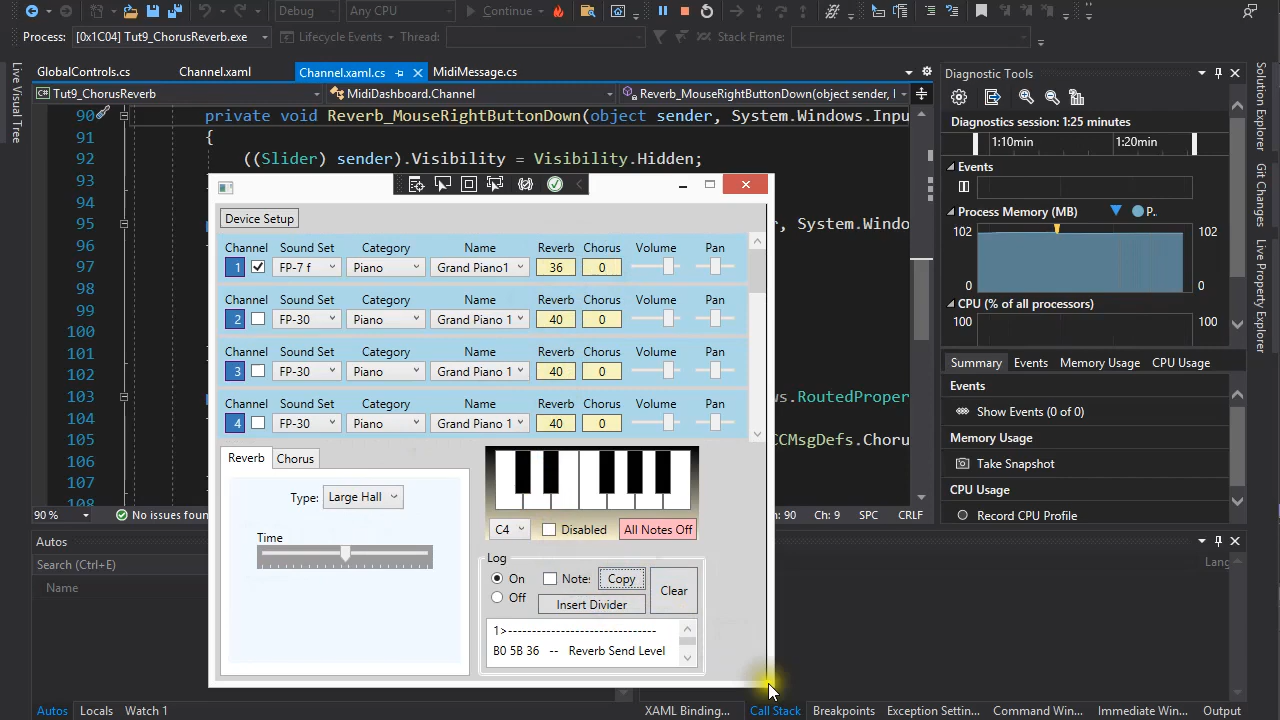 Debug
Any CPU
Continue
Process: [0x1C04] Tut9_ChorusReverb.exe
Lifecycle Events
Thread:
Stack Frame:
Live Visual Tree
GlobalControls.cs
Channel.xaml
Channel.xaml.cs
MidiMessage.cs
Tut9_ChorusReverb
MidiDashboard.Channel
Reverb_MouseRightButtonDown(object sender,
90 private void Reverb_MouseRightButtonDown(object sender, System.Windows.Inpu
91 {
92 ((Slider) sender).Visibility = Visibility.Hidden;
93
94
95 r, System.Windows.
96
97
98
99
100
101
102
103 ws.RoutedProper
104
105 CCMsgDefs.Choru
106
107
108
90 %
No issues found
: 90 Ch: 9 SPC CRLF
Device Setup
Channel Sound Set Category Name Reverb Chorus Volume Pan
1 FP-7 f Piano Grand Piano1 36 0
Channel Sound Set Category Name Reverb Chorus Volume Pan
2 FP-30 Piano Grand Piano 1 40 0
Channel Sound Set Category Name Reverb Chorus Volume Pan
3 FP-30 Piano Grand Piano 1 40 0
Channel Sound Set Category Name Reverb Chorus Volume Pan
4 FP-30 Piano Grand Piano 1 40 0
Reverb Chorus
Type: Large Hall
Time
C4 Disabled All Notes Off
Log
On Note: Copy
Off
Insert Divider
Clear
1>---------------------------------
B0 5B 36 -- Reverb Send Level
Diagnostic Tools
Diagnostics session: 1:25 minutes
1:10min 1:20min
Events
Process Memory (MB) P..
102 102
0 0
CPU (% of all processors)
100 100
Summary Events Memory Usage CPU Usage
Events
Show Events (0 of 0)
Memory Usage
Take Snapshot
CPU Usage
Record CPU Profile
Solution Explorer
Git Changes
Live Property Explorer
Autos
Search (Ctrl+E)
Name
Lang
Autos Locals Watch 1
XAML Binding... Call Stack Breakpoints Exception Settin... Command Win... Immediate Win... Output